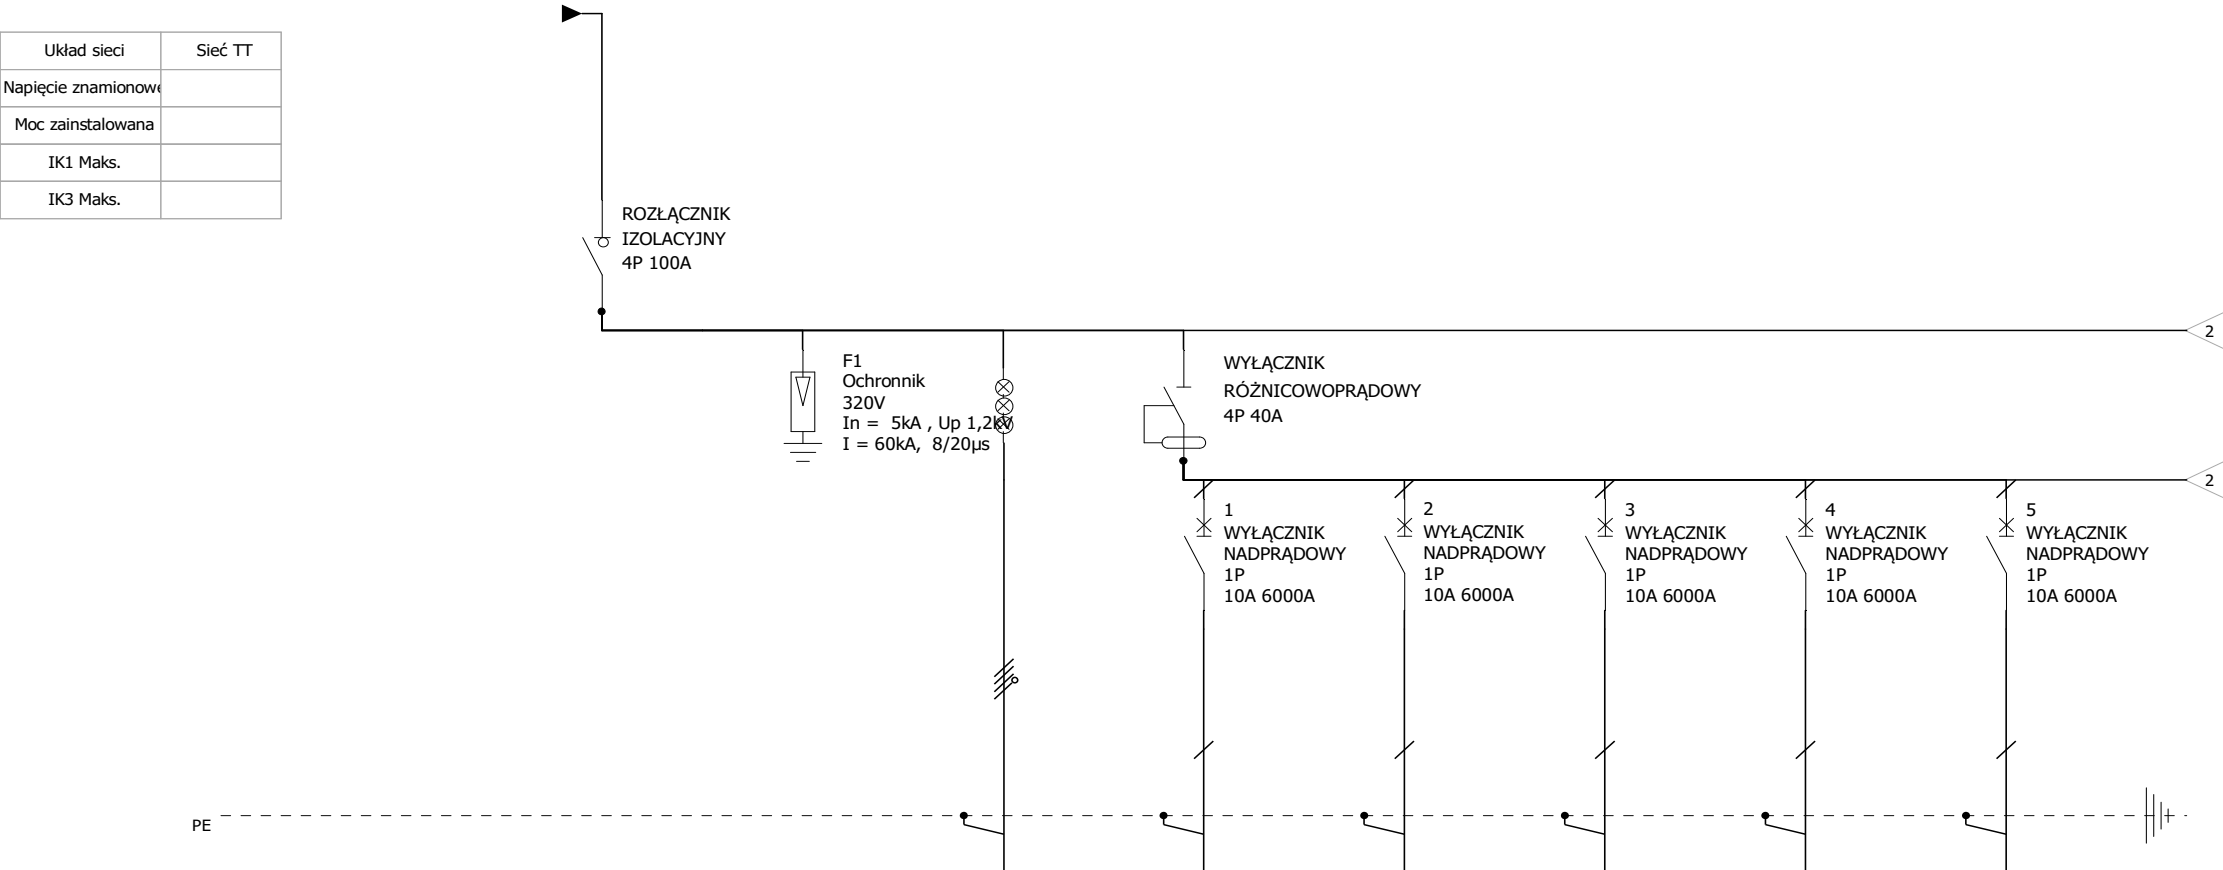 Układ sieci Sieć TT
Napięcie znamionowe
Moc zainstalowana
IK1 Maks.
IK3 Maks.
ROZŁĄCZNIK
IZOLACYJNY
4P 100A
2
F1
Ochronnik
320V
In = 5kA , Up 1,2kV
I = 60kA, 8/20µs
WYŁĄCZNIK
RÓŻNICOWOPRĄDOWY
4P 40A
2
1
WYŁĄCZNIK
NADPRĄDOWY
1P
10A 6000A
2
WYŁĄCZNIK
NADPRĄDOWY
1P
10A 6000A
3
WYŁĄCZNIK
NADPRĄDOWY
1P
10A 6000A
4
WYŁĄCZNIK
NADPRĄDOWY
1P
10A 6000A
5
WYŁĄCZNIK
NADPRĄDOWY
1P
10A 6000A
PE